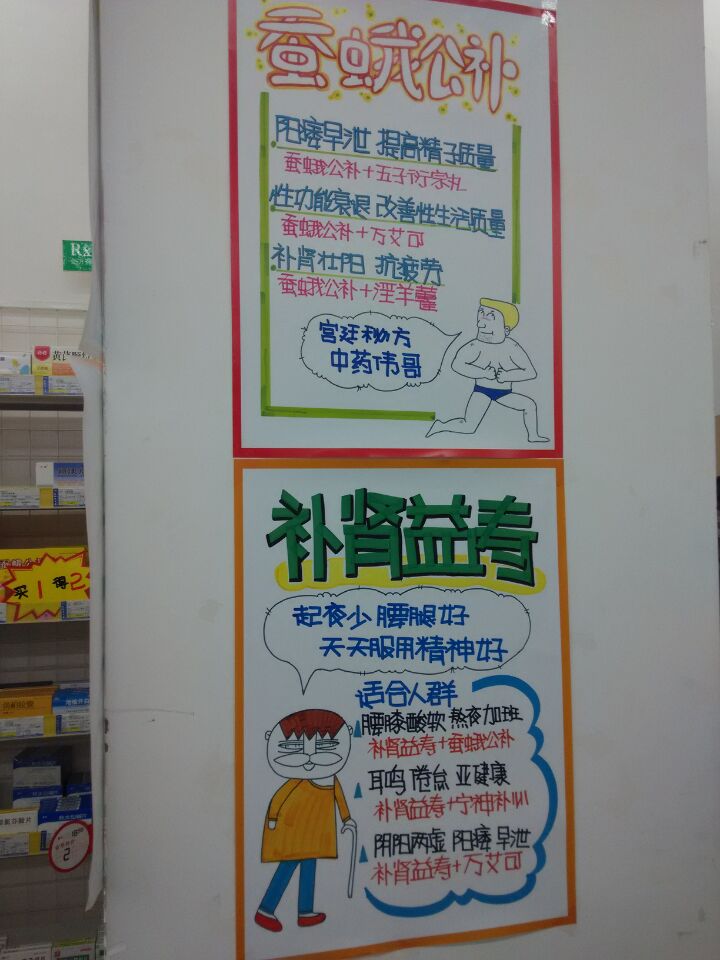 蚕蛾公补
阳痿早泄 提高精子质量
蚕蛾公补+五子衍宗丸
性功能衰退 改善性生活质量
蚕蛾公补+万艾可
补肾壮阳 抗疲劳
蚕蛾公补+淫羊藿
宫廷秘方
中药伟哥
补肾益寿
起夜少 腰腿好
天天服用精神好
适合人群
腰膝酸软 熬夜加班
补肾益寿+蚕蛾公补
耳鸣 倦怠 亚健康
补肾益寿+宁神补
阴阳两虚 阳痿 早泄
补肾益寿+万艾可
Rx
买1得2
2